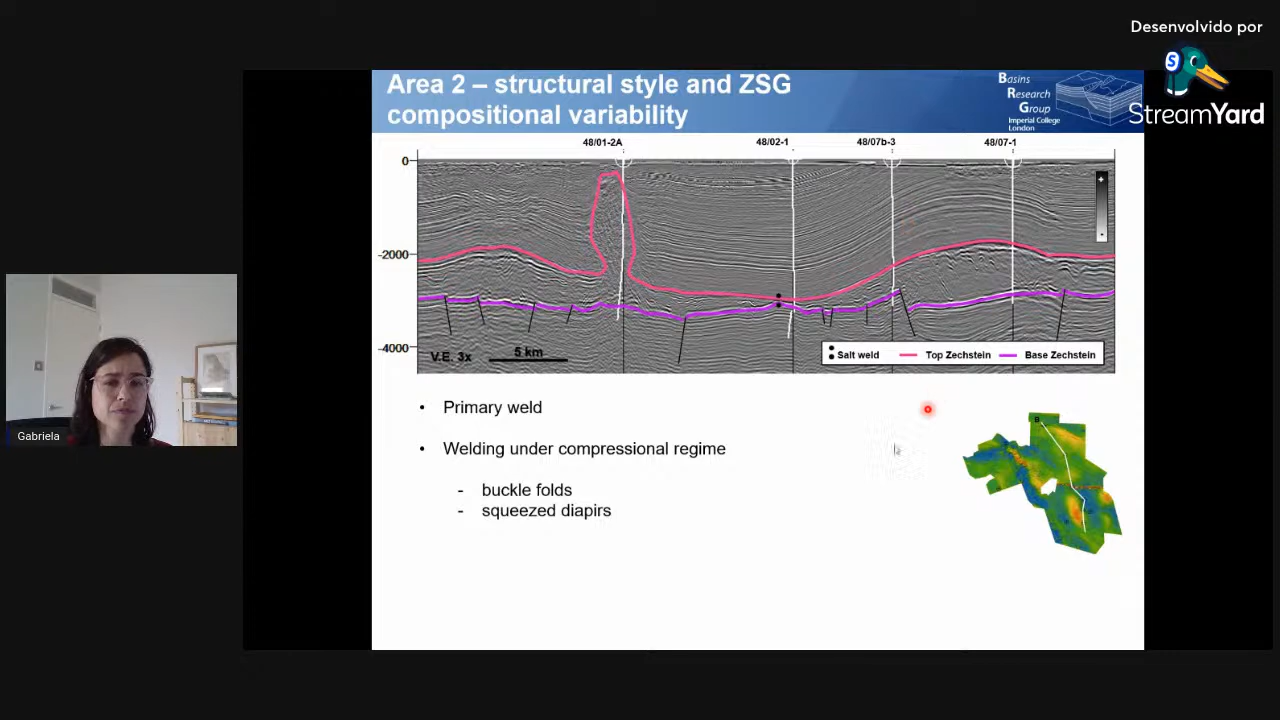 Desenvolvido por
StreamYard
Area 2 – structural style and ZSG
compositional variability
Basins
Research
Group
Imperial College
London
48/01-2A
48/02-1
48/07b-3
48/07-1
0
+
-
-2000
-4000
V.E. 3x
5 km
Salt weld
Top Zechstein
Base Zechstein
• Primary weld
• Welding under compressional regime
- buckle folds
- squeezed diapirs
B
Gabriela